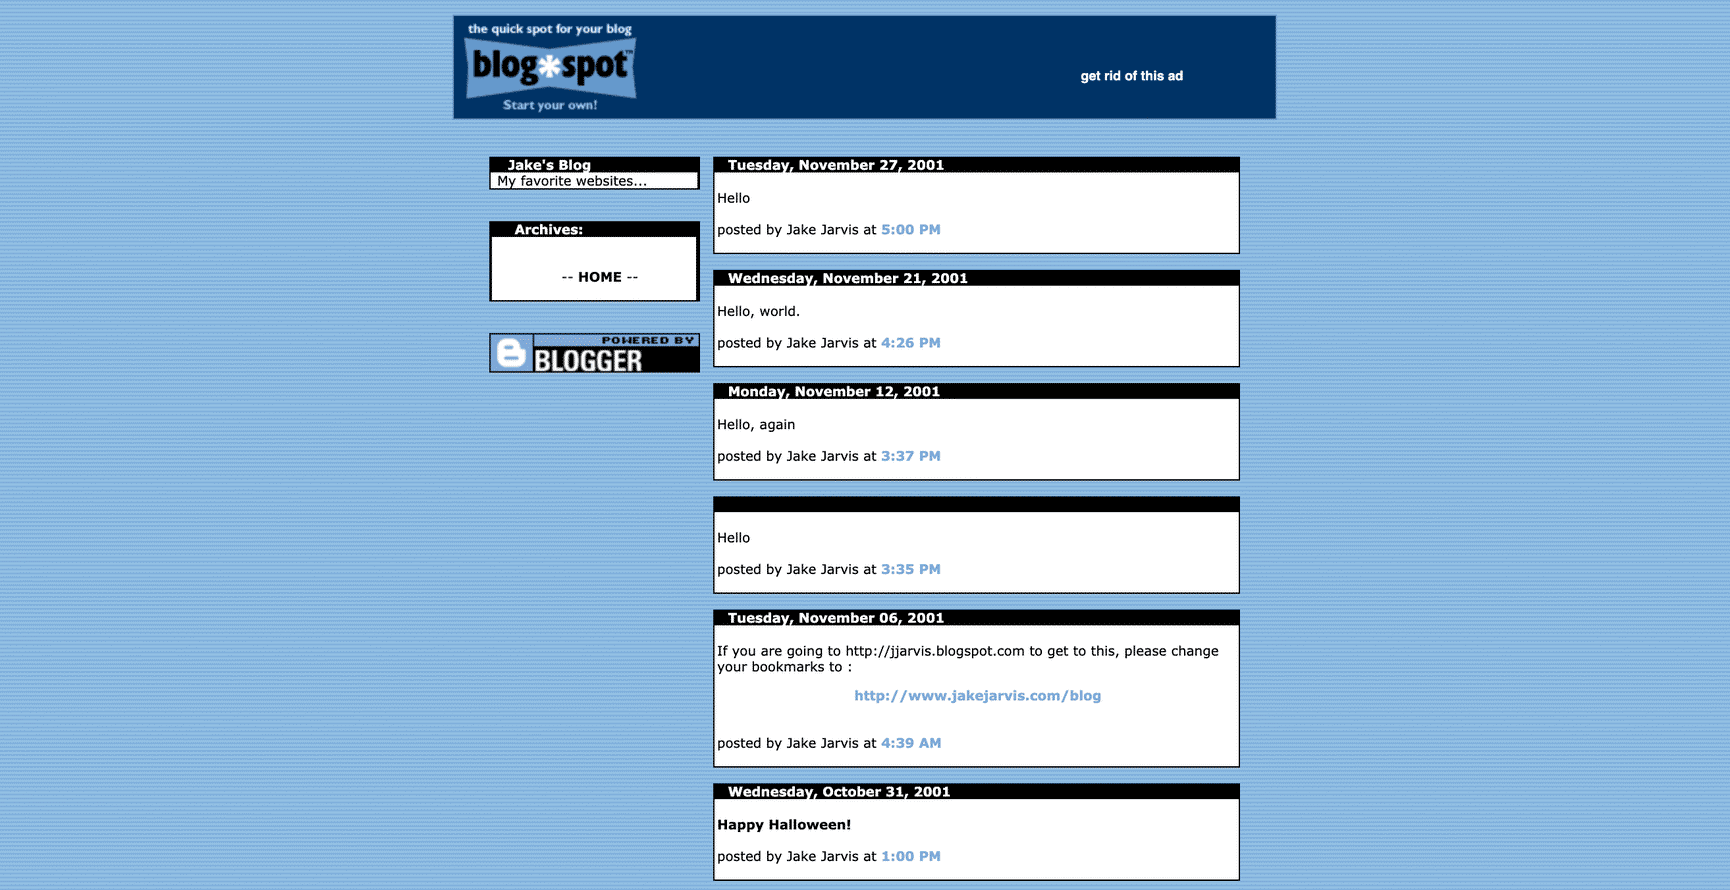 the quick spot for your blog
blog*spot™
Start your own!
get rid of this ad
Jake's Blog
My favorite websites...
Archives:
-- HOME --
POWERED BY
BLOGGER
Tuesday, November 27, 2001
Hello
posted by Jake Jarvis at 5:00 PM
Wednesday, November 21, 2001
Hello, world.
posted by Jake Jarvis at 4:26 PM
Monday, November 12, 2001
Hello, again
posted by Jake Jarvis at 3:37 PM
Hello
posted by Jake Jarvis at 3:35 PM
Tuesday, November 06, 2001
If you are going to http://jjarvis.blogspot.com to get to this, please change
your bookmarks to :
http://www.jakejarvis.com/blog
posted by Jake Jarvis at 4:39 AM
Wednesday, October 31, 2001
Happy Halloween!
posted by Jake Jarvis at 1:00 PM